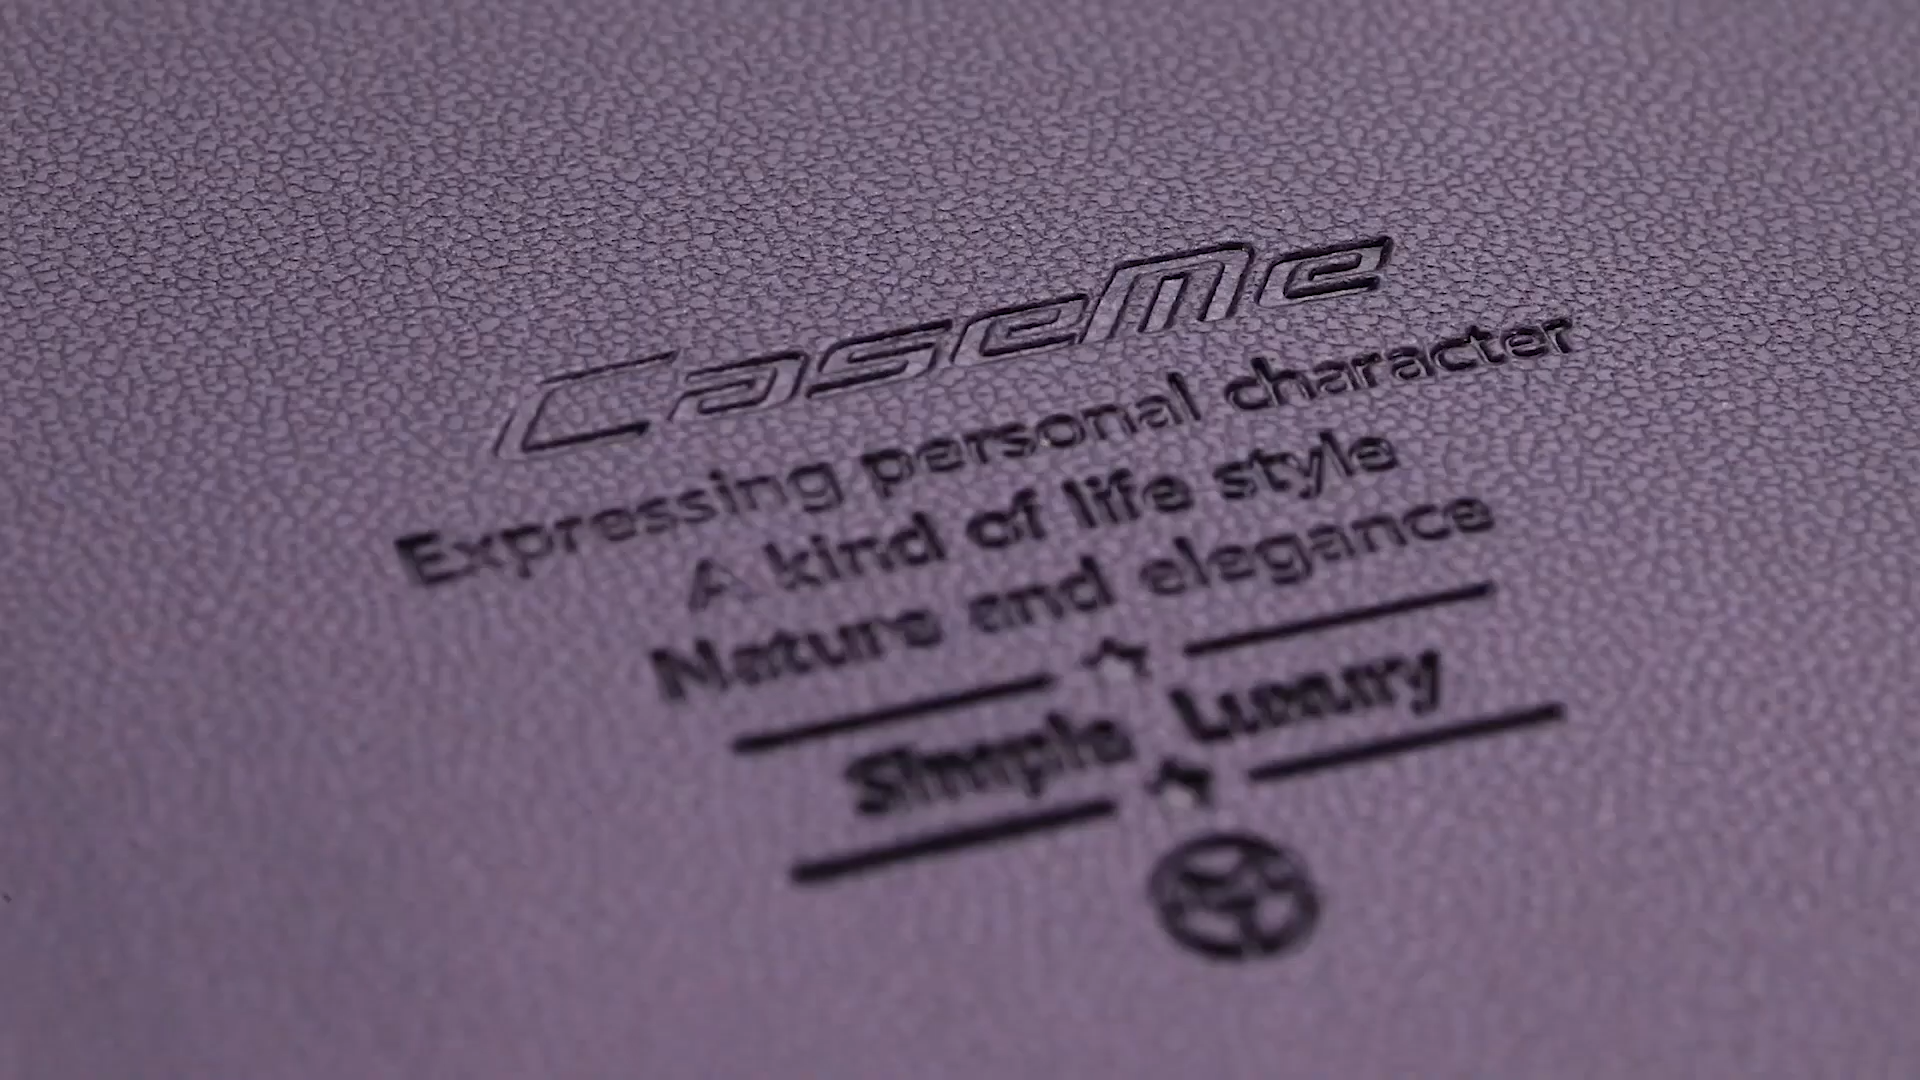 CaseMe
Expressing personal character
A kind of life style
Nature and elegance
Simple Luxury